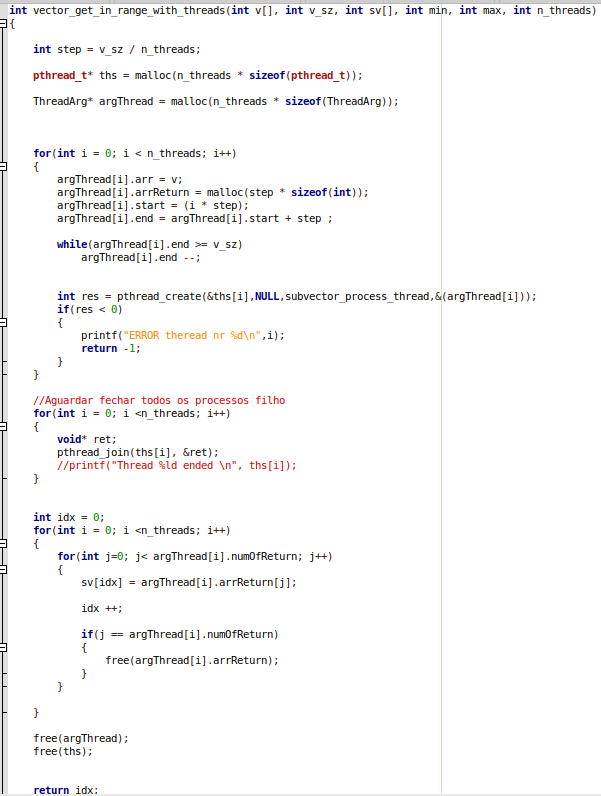 int vector_get_in_range_with_threads(int v[], int v_sz, int sv[], int min, int max, int n_threads)
{
int step = v_sz / n_threads;
pthread_t* ths = malloc(n_threads * sizeof(pthread_t));
ThreadArg* argThread = malloc(n_threads * sizeof(ThreadArg));
for(int i = 0; i < n_threads; i++)
{
argThread[i].arr = v;
argThread[i].arrReturn = malloc(step * sizeof(int));
argThread[i].start = (i * step);
argThread[i].end = argThread[i].start + step ;
while(argThread[i].end >= v_sz)
argThread[i].end --;
int res = pthread_create(&ths[i],NULL,subvector_process_thread,&(argThread[i]));
if(res < 0)
{
printf("ERROR theread nr %d\n",i);
return -1;
}
}
//Aguardar fechar todos os processos filho
for(int i = 0; i <n_threads; i++)
{
void* ret;
pthread_join(ths[i], &ret);
//printf("Thread %ld ended \n", ths[i]);
}
int idx = 0;
for(int i = 0; i <n_threads; i++)
{
for(int j=0; j< argThread[i].numOfReturn; j++)
{
sv[idx] = argThread[i].arrReturn[j];
idx ++;
if(j == argThread[i].numOfReturn)
{
free(argThread[i].arrReturn);
}
}
}
free(argThread);
free(ths);
return idx;